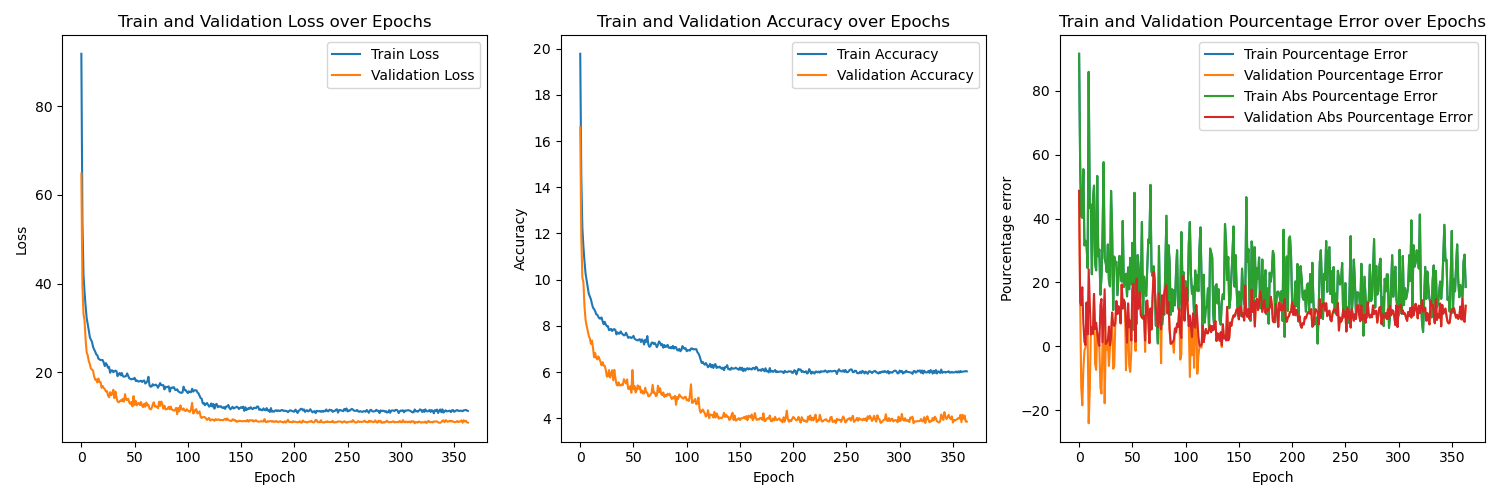 Train and Validation Loss over Epochs
Train Loss
Validation Loss
80
60
40
20
Loss
0 50 100 150 200 250 300 350
Epoch
Train and Validation Accuracy over Epochs
Train Accuracy
Validation Accuracy
20
18
16
14
12
10
8
6
4
Accuracy
0 50 100 150 200 250 300 350
Epoch
Train and Validation Pourcentage Error over Epochs
Train Pourcentage Error
Validation Pourcentage Error
Train Abs Pourcentage Error
Validation Abs Pourcentage Error
80
60
40
20
0
−20
Pourcentage error
0 50 100 150 200 250 300 350
Epoch